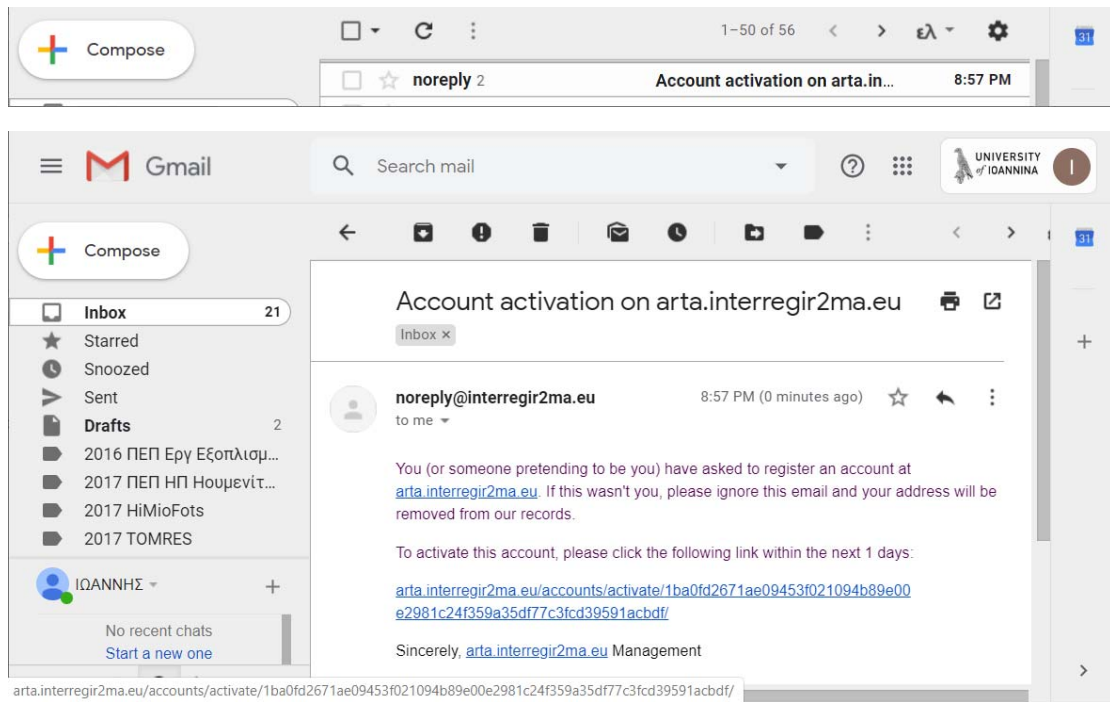 Compose
1–50 of 56
ελ
31
noreply 2 Account activation on arta.in… 8:57 PM
Gmail
Search mail
UNIVERSITY
of IOANNINA
I
Compose
31
Account activation on arta.interregir2ma.eu
Inbox ×
Inbox 21
Starred
Snoozed
Sent
Drafts 2
2016 ΠΕΠ Εργ Εξοπλισμ…
2017 ΠΕΠ ΗΠ Ηουμενίτ…
2017 HiMioFots
2017 TOMRES
noreply@interregir2ma.eu 8:57 PM (0 minutes ago)
to me
You (or someone pretending to be you) have asked to register an account at
arta.interregir2ma.eu. If this wasn't you, please ignore this email and your address will be
removed from our records.
To activate this account, please click the following link within the next 1 days:
arta.interregir2ma.eu/accounts/activate/1ba0fd2671ae09453f021094b89e00
e2981c24f359a35df77c3fcd39591acbdf/
Sincerely, arta.interregir2ma.eu Management
ΙΩΑΝΝΗΣ
No recent chats
Start a new one
arta.interregir2ma.eu/accounts/activate/1ba0fd2671ae09453f021094b89e00e2981c24f359a35df77c3fcd39591acbdf/